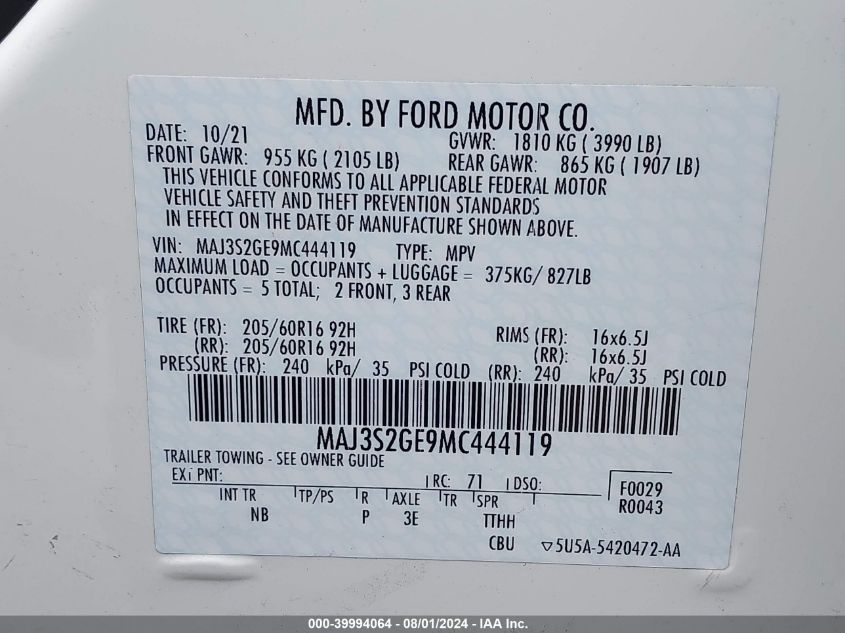 MFD. BY FORD MOTOR CO.
DATE: 10/21 GVWR: 1810 KG ( 3990 LB)
FRONT GAWR: 955 KG ( 2105 LB) REAR GAWR: 865 KG ( 1907 LB)
THIS VEHICLE CONFORMS TO ALL APPLICABLE FEDERAL MOTOR
VEHICLE SAFETY AND THEFT PREVENTION STANDARDS
IN EFFECT ON THE DATE OF MANUFACTURE SHOWN ABOVE.
VIN: MAJ3S2GE9MC444119 TYPE: MPV
MAXIMUM LOAD = OCCUPANTS + LUGGAGE = 375KG/ 827LB
OCCUPANTS = 5 TOTAL; 2 FRONT, 3 REAR
TIRE (FR): 205/60R16 92H RIMS (FR): 16x6.5J
(RR): 205/60R16 92H (RR): 16x6.5J
PRESSURE (FR): 240 kPa/ 35 PSI COLD (RR): 240 kPa/ 35 PSI COLD
MAJ3S2GE9MC444119
TRAILER TOWING - SEE OWNER GUIDE
EXT PNT: RC: 71 DSO: F0029
R0043
INT TR TP/PS R AXLE TR SPR
NB P 3E TTHH
CBU ▽5U5A-5420472-AA
000-39994064 - 08/01/2024 - IAA Inc.